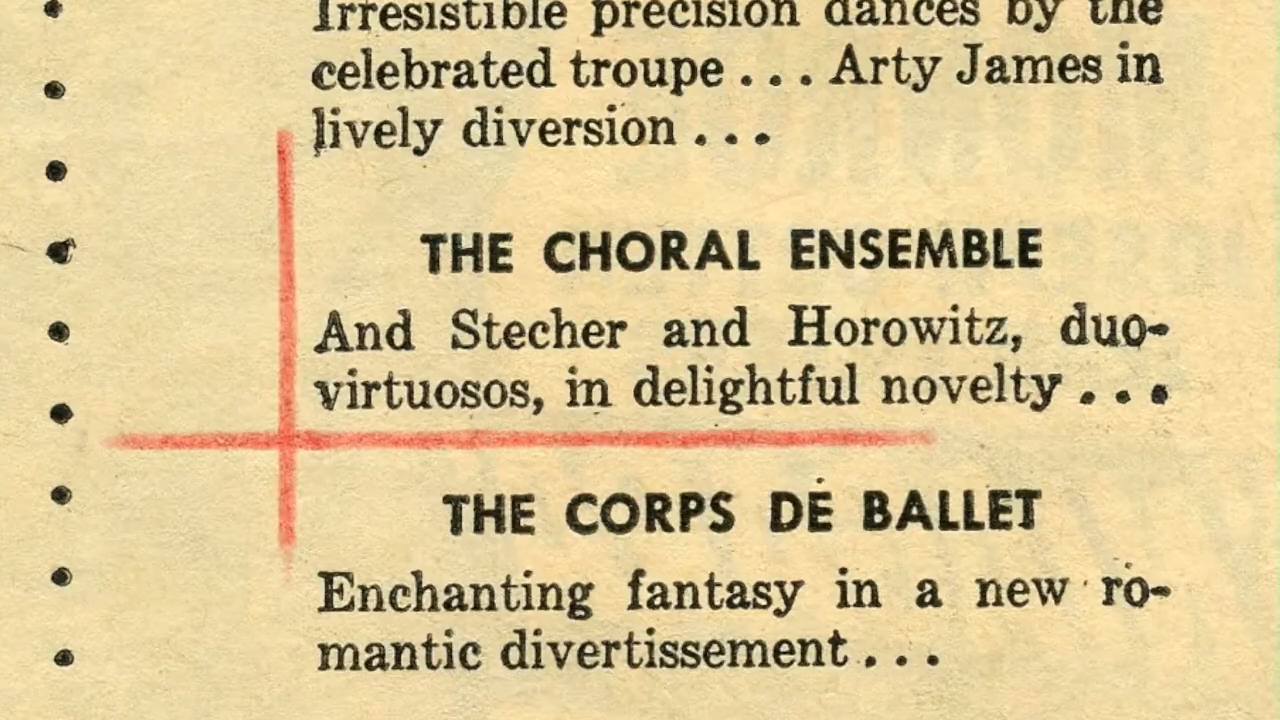 Irresistible precision dances by the
celebrated troupe . . . Arty James in
lively diversion . . .
THE CHORAL ENSEMBLE
And Stecher and Horowitz, duo-
virtuosos, in delightful novelty . . .
THE CORPS DE BALLET
Enchanting fantasy in a new ro-
mantic divertissement . . .